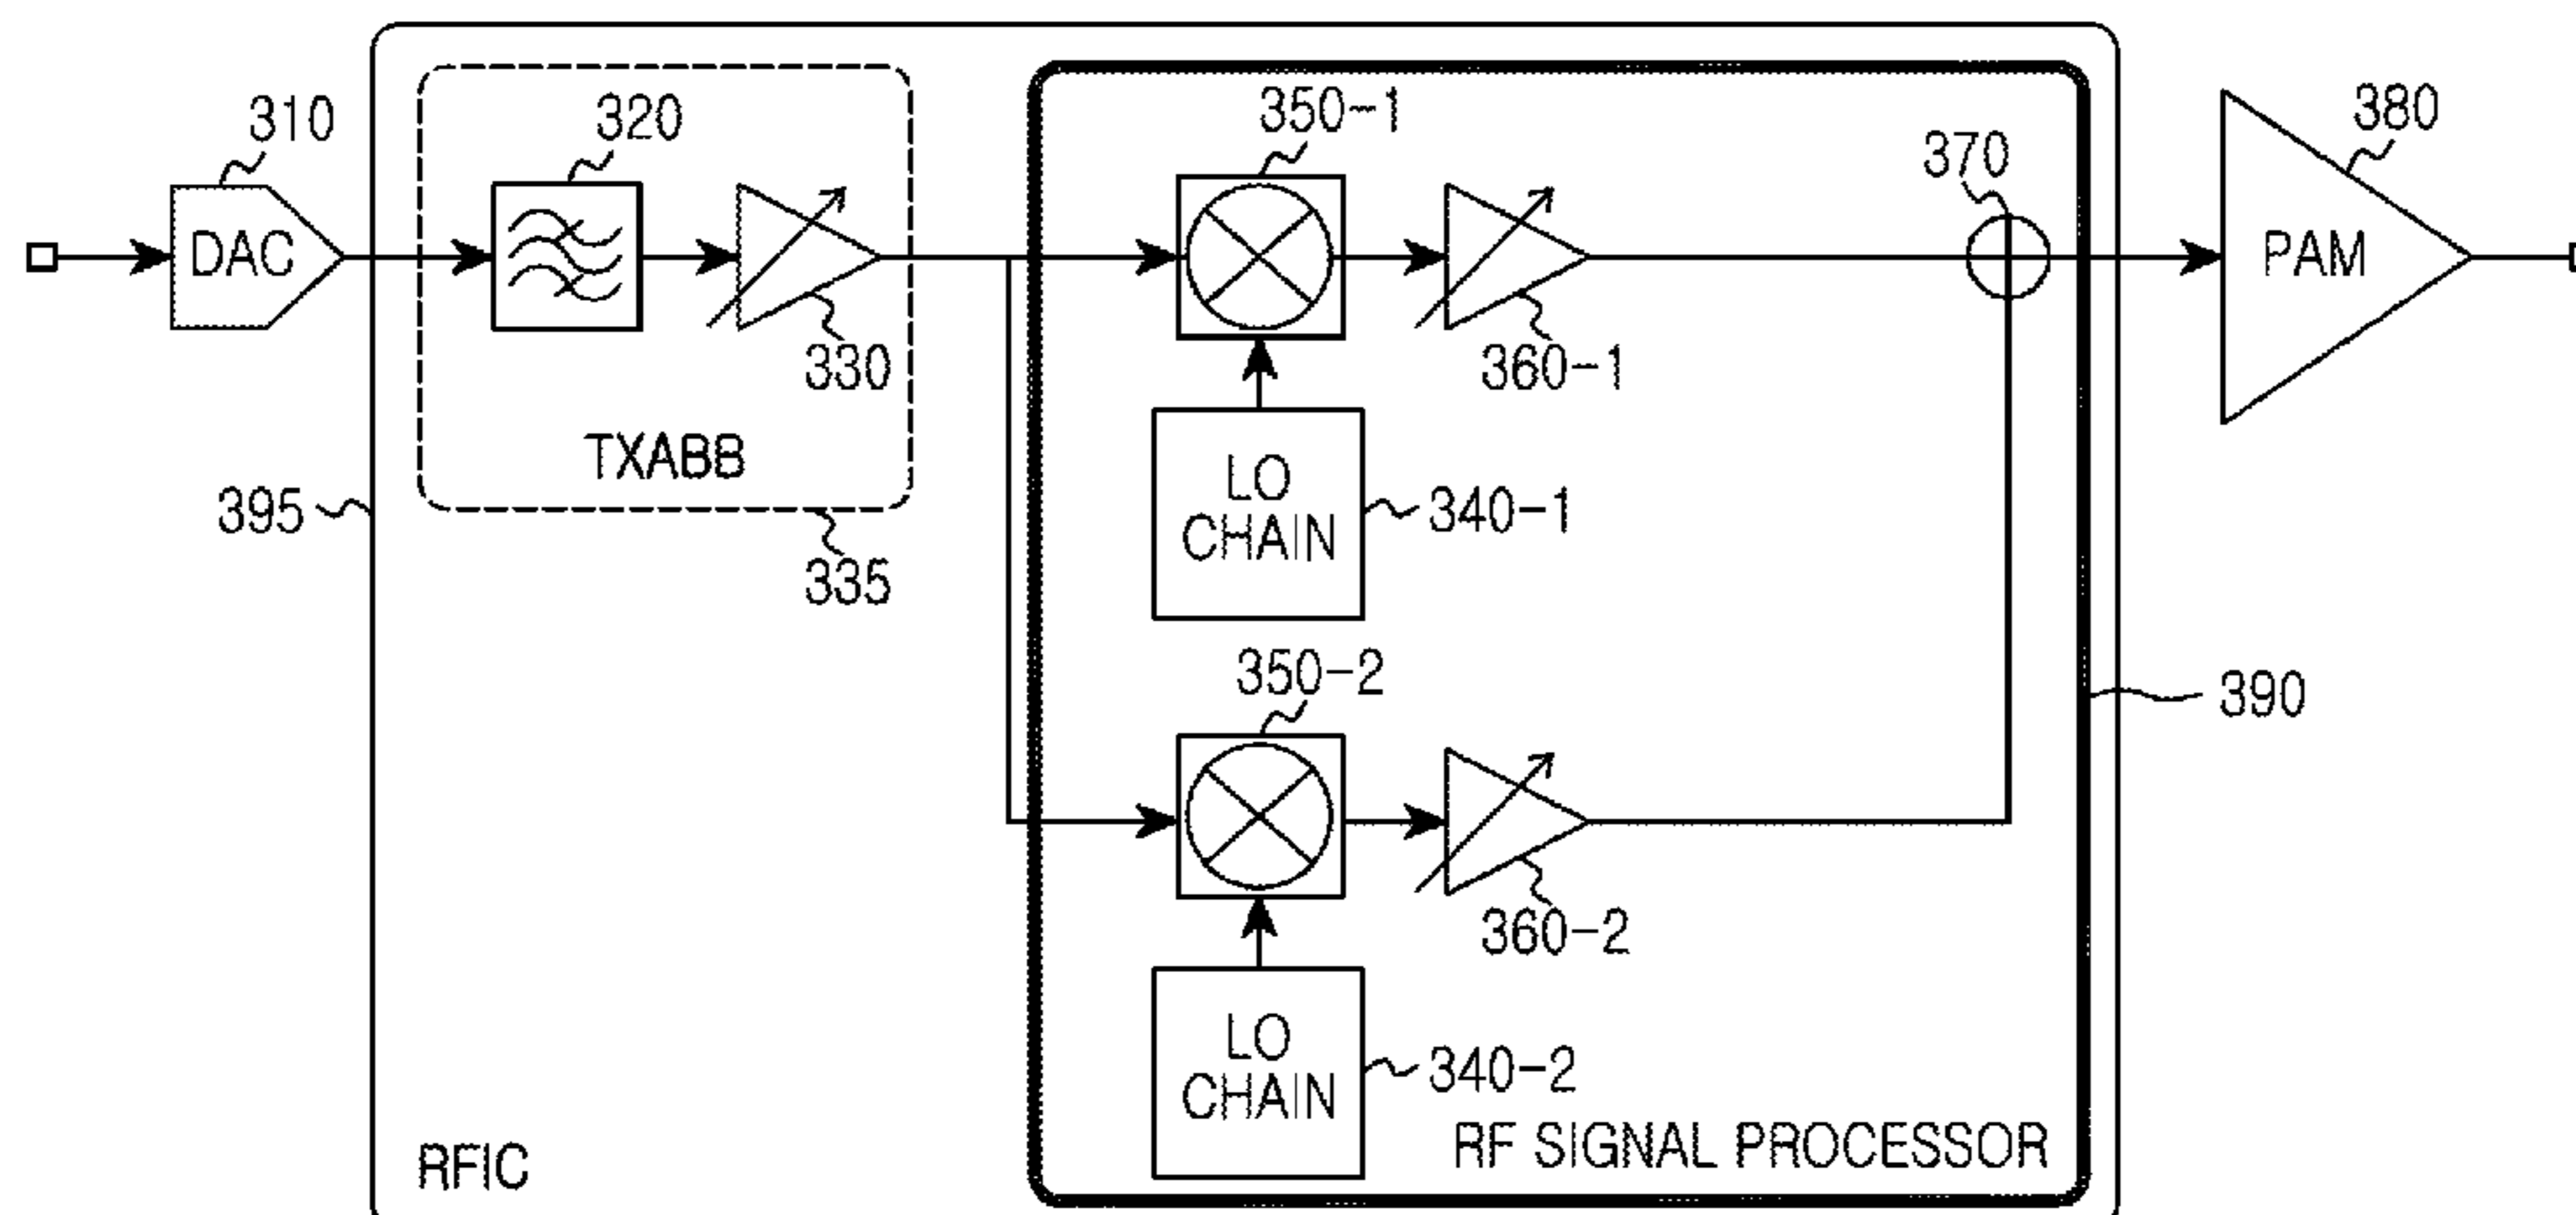 310
320
350-1
370
380
DAC
PAM
330
360-1
TXABB
LO
CHAIN
340-1
395
335
350-2
390
360-2
LO
CHAIN
340-2
RF SIGNAL PROCESSOR
RFIC